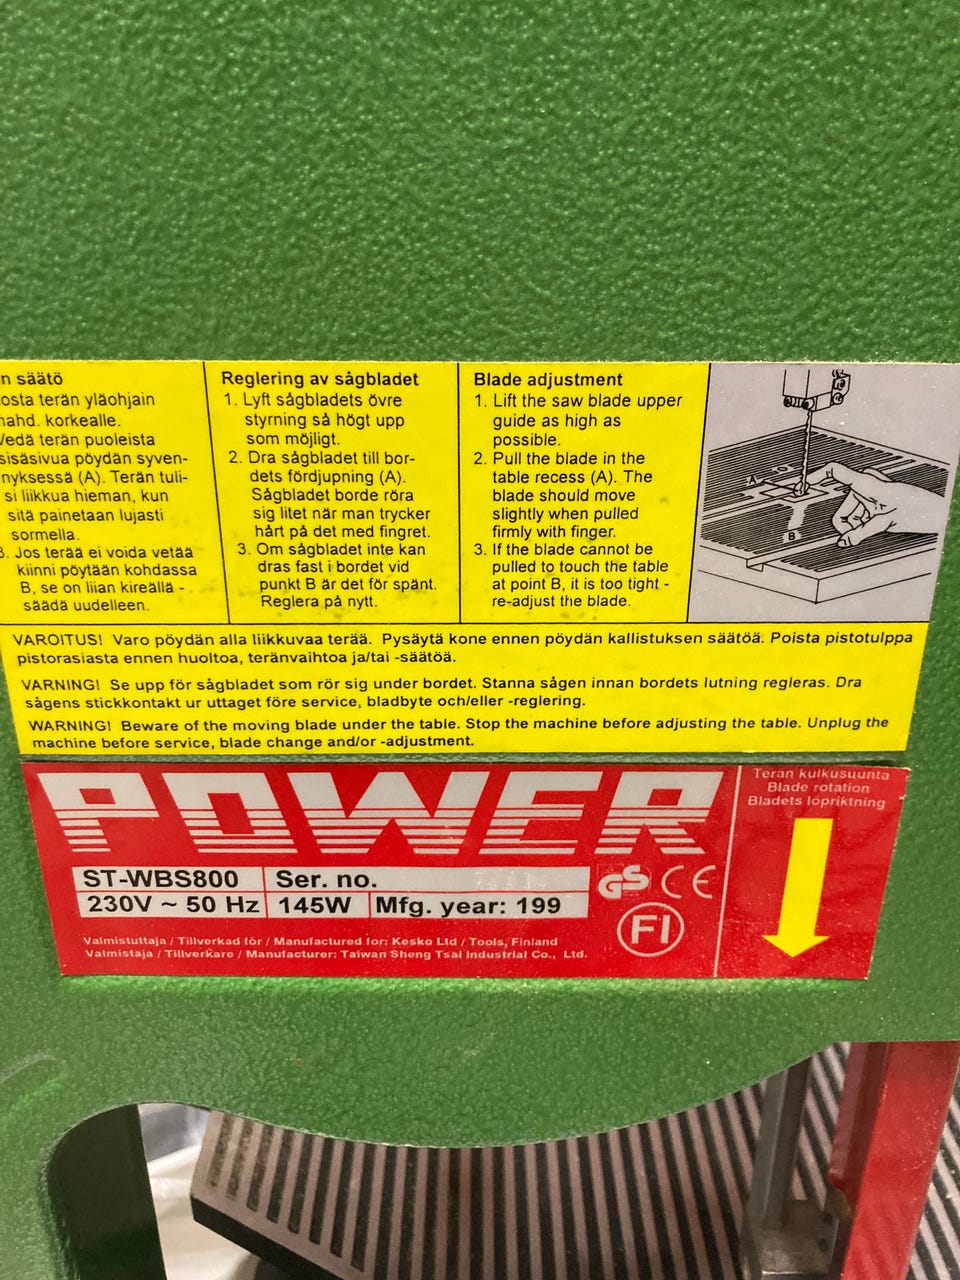 n säätö
osta terän yläohjain
ahd. korkealle.
Vedä terän puoleista
sisäsivua pöydän syven-
nyksessä (A). Terän tuli-
si liikkua hieman, kun
sitä painetaan lujasti
sormella.
3. Jos terää ei voida vetää
kiinni pöytään kohdassa
B, se on liian kireällä -
säädä uudelleen.
Reglering av sågbladet
1. Lyft sågbladets övre
styrning så högt upp
som möjligt.
2. Dra sågbladet till bor-
dets fördjupning (A).
Sågbladet borde röra
sig litet när man trycker
hårt på det med fingret.
3. Om sågbladet inte kan
dras fast i bordet vid
punkt B är det för spänt.
Reglera på nytt.
Blade adjustment
1. Lift the saw blade upper
guide as high as
possible.
2. Pull the blade in the
table recess (A). The
blade should move
slightly when pulled
firmly with finger.
3. If the blade cannot be
pulled to touch the table
at point B, it is too tight -
re-adjust the blade.
A
B
VAROITUS! Varo pöydän alla liikkuvaa terää. Pysäytä kone ennen pöydän kallistuksen säätöä. Poista pistotulppa
pistorasiasta ennen huoltoa, teränvaihtoa ja/tai -säätöä.
VARNING! Se upp för sågbladet som rör sig under bordet. Stanna sågen innan bordets lutning regleras. Dra
sågens stickkontakt ur uttaget före service, bladbyte och/eller -reglering.
WARNING! Beware of the moving blade under the table. Stop the machine before adjusting the table. Unplug the
machine before service, blade change and/or -adjustment.
POWER
ST-WBS800 Ser. no.
230V ~ 50 Hz 145W Mfg. year: 199
GS CE
FI
Valmistuttaja / Tillverkad för / Manufactured for: Kesko Ltd / Tools, Finland
Valmistaja / Tillverkare / Manufacturer: Taiwan Sheng Tsai Industrial Co., Ltd.
Terän kulkusuunta
Blade rotation
Bladets löpriktning